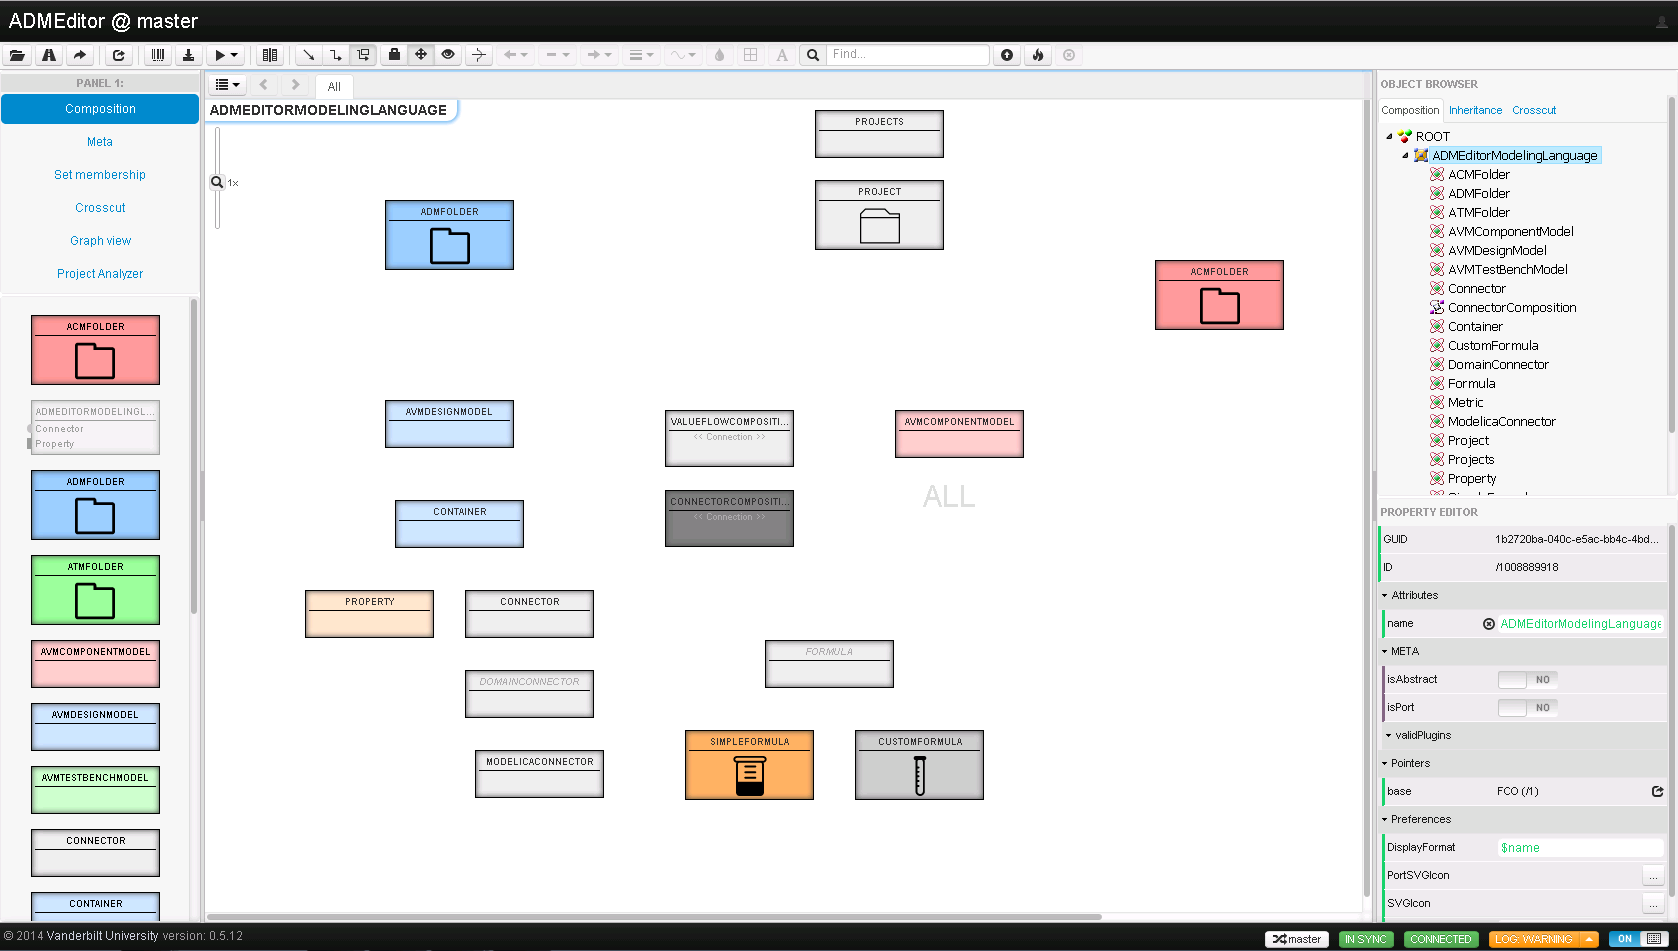 ADMEditor @ master
Find...
PANEL 1:
Composition
Meta
Set membership
Crosscut
Graph view
Project Analyzer
ACMFOLDER
ADMEDITORMODELINGL...
Connector
Property
ADMFOLDER
ATMFOLDER
AVMCOMPONENTMODEL
AVMDESIGNMODEL
AVMTESTBENCHMODEL
CONNECTOR
CONTAINER
All
ADMEDITORMODELINGLANGUAGE
1x
PROJECTS
PROJECT
ADMFOLDER
ACMFOLDER
AVMDESIGNMODEL
VALUEFLOWCOMPOSITI...
<< Connection >>
AVMCOMPONENTMODEL
ALL
CONNECTORCOMPOSITI...
<< Connection >>
CONTAINER
PROPERTY
CONNECTOR
FORMULA
DOMAINCONNECTOR
SIMPLEFORMULA
CUSTOMFORMULA
MODELICACONNECTOR
OBJECT BROWSER
Composition Inheritance Crosscut
ROOT
ADMEditorModelingLanguage
ACMFolder
ADMFolder
ATMFolder
AVMComponentModel
AVMDesignModel
AVMTestBenchModel
Connector
ConnectorComposition
Container
CustomFormula
DomainConnector
Formula
Metric
ModelicaConnector
Project
Projects
Property
PROPERTY EDITOR
GUID 1b2720ba-040c-e5ac-bb4c-4bd...
ID /1008889918
Attributes
name ADMEditorModelingLanguage
META
isAbstract NO
isPort NO
validPlugins
Pointers
base FCO (/1)
Preferences
DisplayFormat $name
PortSVGIcon ...
SVGIcon ...
© 2014 Vanderbilt University version: 0.5.12
master IN SYNC CONNECTED LOG: WARNING ON